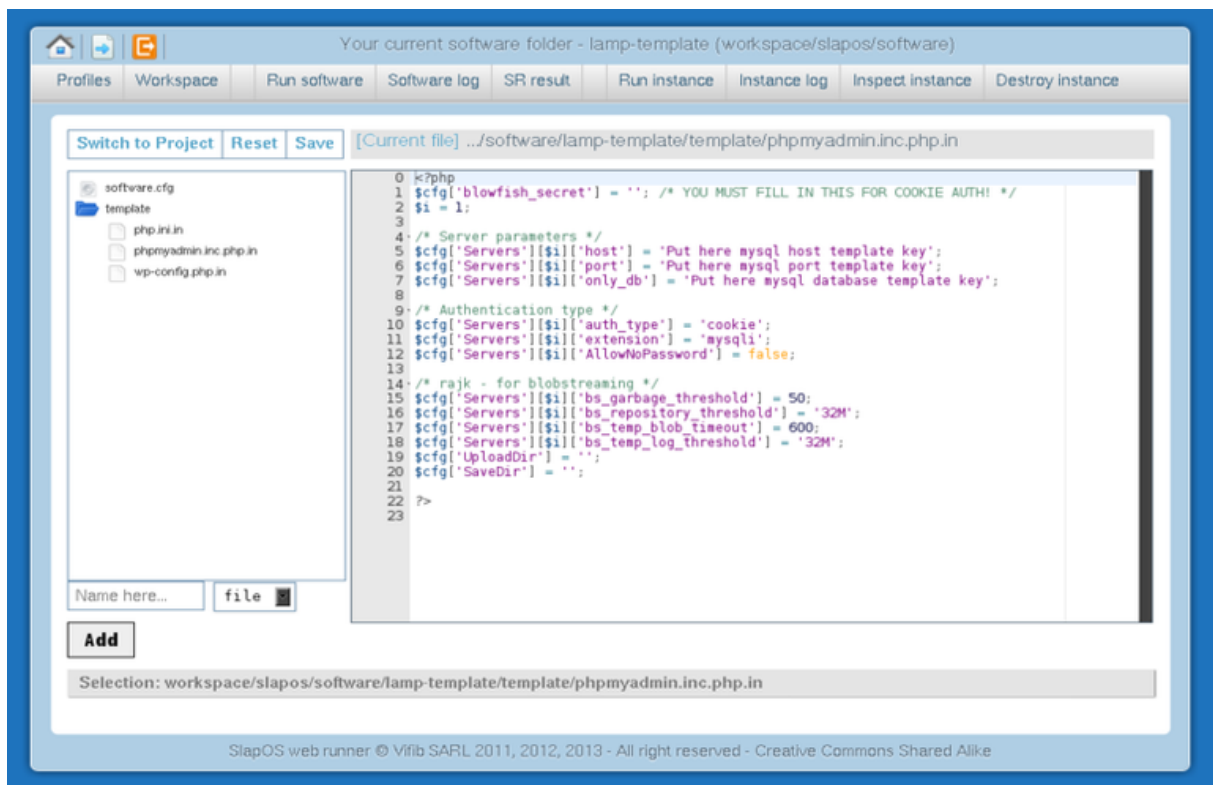 Your current software folder - lamp-template (workspace/slapos/software)
Profiles Workspace Run software Software log SR result Run instance Instance log Inspect instance Destroy instance
Switch to Project Reset Save [Current file] .../software/lamp-template/template/phpmyadmin.inc.php.in
software.cfg
template
php.ini.in
phpmyadmin.inc.php.in
wp-config.php.in
0 <?php
1 $cfg['blowfish_secret'] = ''; /* YOU MUST FILL IN THIS FOR COOKIE AUTH! */
2 $i = 1;
3
4 /* Server parameters */
5 $cfg['Servers'][$i]['host'] = 'Put here mysql host template key';
6 $cfg['Servers'][$i]['port'] = 'Put here mysql port template key';
7 $cfg['Servers'][$i]['only_db'] = 'Put here mysql database template key';
8
9 /* Authentication type */
10 $cfg['Servers'][$i]['auth_type'] = 'cookie';
11 $cfg['Servers'][$i]['extension'] = 'mysqli';
12 $cfg['Servers'][$i]['AllowNoPassword'] = false;
13
14 /* rajk - for blobstreaming */
15 $cfg['Servers'][$i]['bs_garbage_threshold'] = 50;
16 $cfg['Servers'][$i]['bs_repository_threshold'] = '32M';
17 $cfg['Servers'][$i]['bs_temp_blob_timeout'] = 600;
18 $cfg['Servers'][$i]['bs_temp_log_threshold'] = '32M';
19 $cfg['UploadDir'] = '';
20 $cfg['SaveDir'] = '';
21
22 ?>
23
Name here... file
Add
Selection: workspace/slapos/software/lamp-template/template/phpmyadmin.inc.php.in
SlapOS web runner © Vifib SARL 2011, 2012, 2013 - All right reserved - Creative Commons Shared Alike